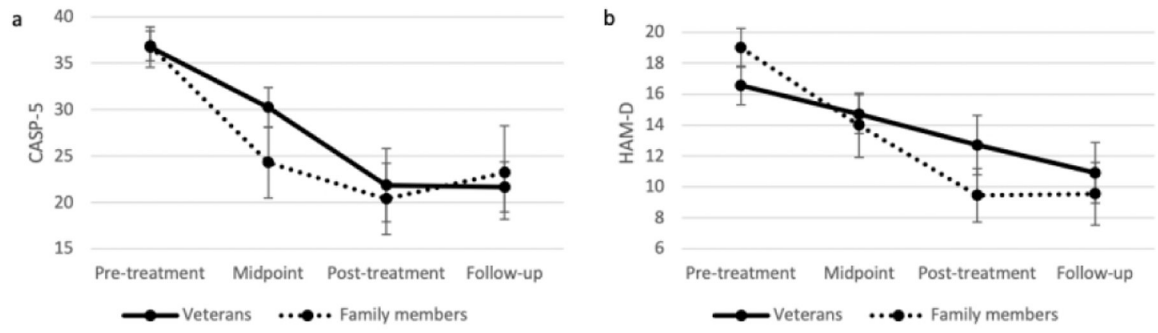 a
40
35
30
25
20
15
CASP-5
Pre-treatment Midpoint Post-treatment Follow-up
Veterans Family members
b
20
18
16
14
12
10
8
6
HAM-D
Pre-treatment Midpoint Post-treatment Follow-up
Veterans Family members